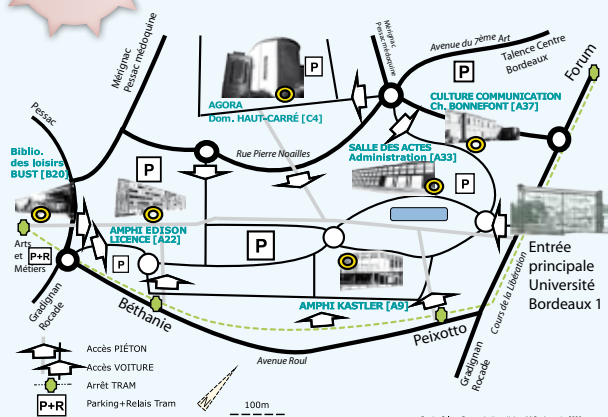 Mérignac
Pessac médoquine
Mérignac
Pessac médoquine
Avenue du 7ème Art
Talence Centre
Bordeaux
Forum
P
P
AGORA
Dom. HAUT-CARRÉ [C4]
CULTURE COMMUNICATION
Ch. BONNEFONT [A37]
Pessac
Biblio.
des loisirs
BUST [B20]
P
Rue Pierre Noailles
SALLE DES ACTES
Administration [A33]
P
AMPHI EDISON
LICENCE [A22]
Arts
et
Métiers
P+R
P
P
Entrée
principale
Université
Bordeaux 1
Cours de la Libération
Gradignan
Rocade
Béthanie
AMPHI KASTLER [A9]
Peixotto
Avenue Roul
Gradignan
Rocade
Accès PIÉTON
Accès VOITURE
Arrêt TRAM
P+R
Parking+Relais Tram
100m